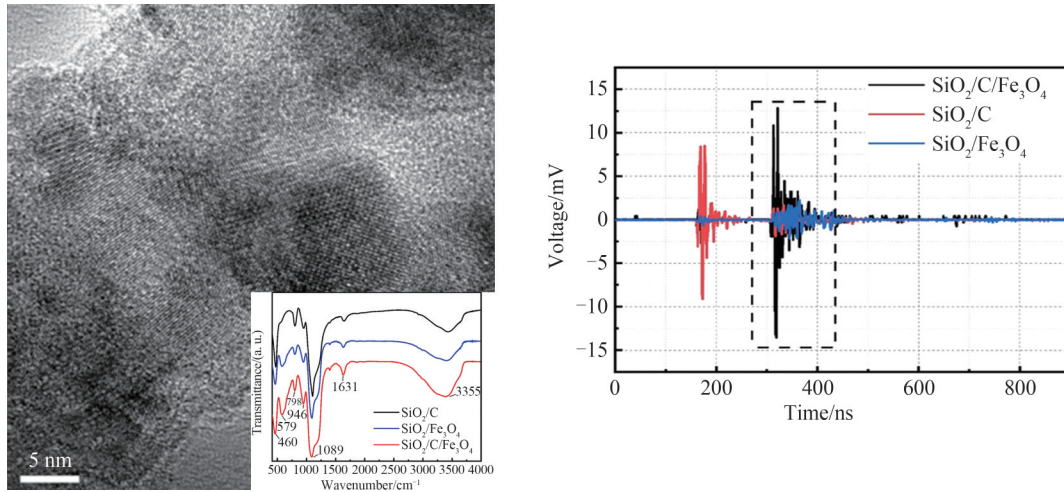 5 nm
Transmittance/(a. u.)
579
460
798
946
1089
1631
3355
SiO₂/C
SiO₂/Fe₃O₄
SiO₂/C/Fe₃O₄
500 1000 1500 2000 2500 3000 3500 4000
Wavenumber/cm⁻¹
Voltage/mV
15
10
5
0
−5
−10
−15
SiO₂/C/Fe₃O₄
SiO₂/C
SiO₂/Fe₃O₄
0 200 400 600 800
Time/ns